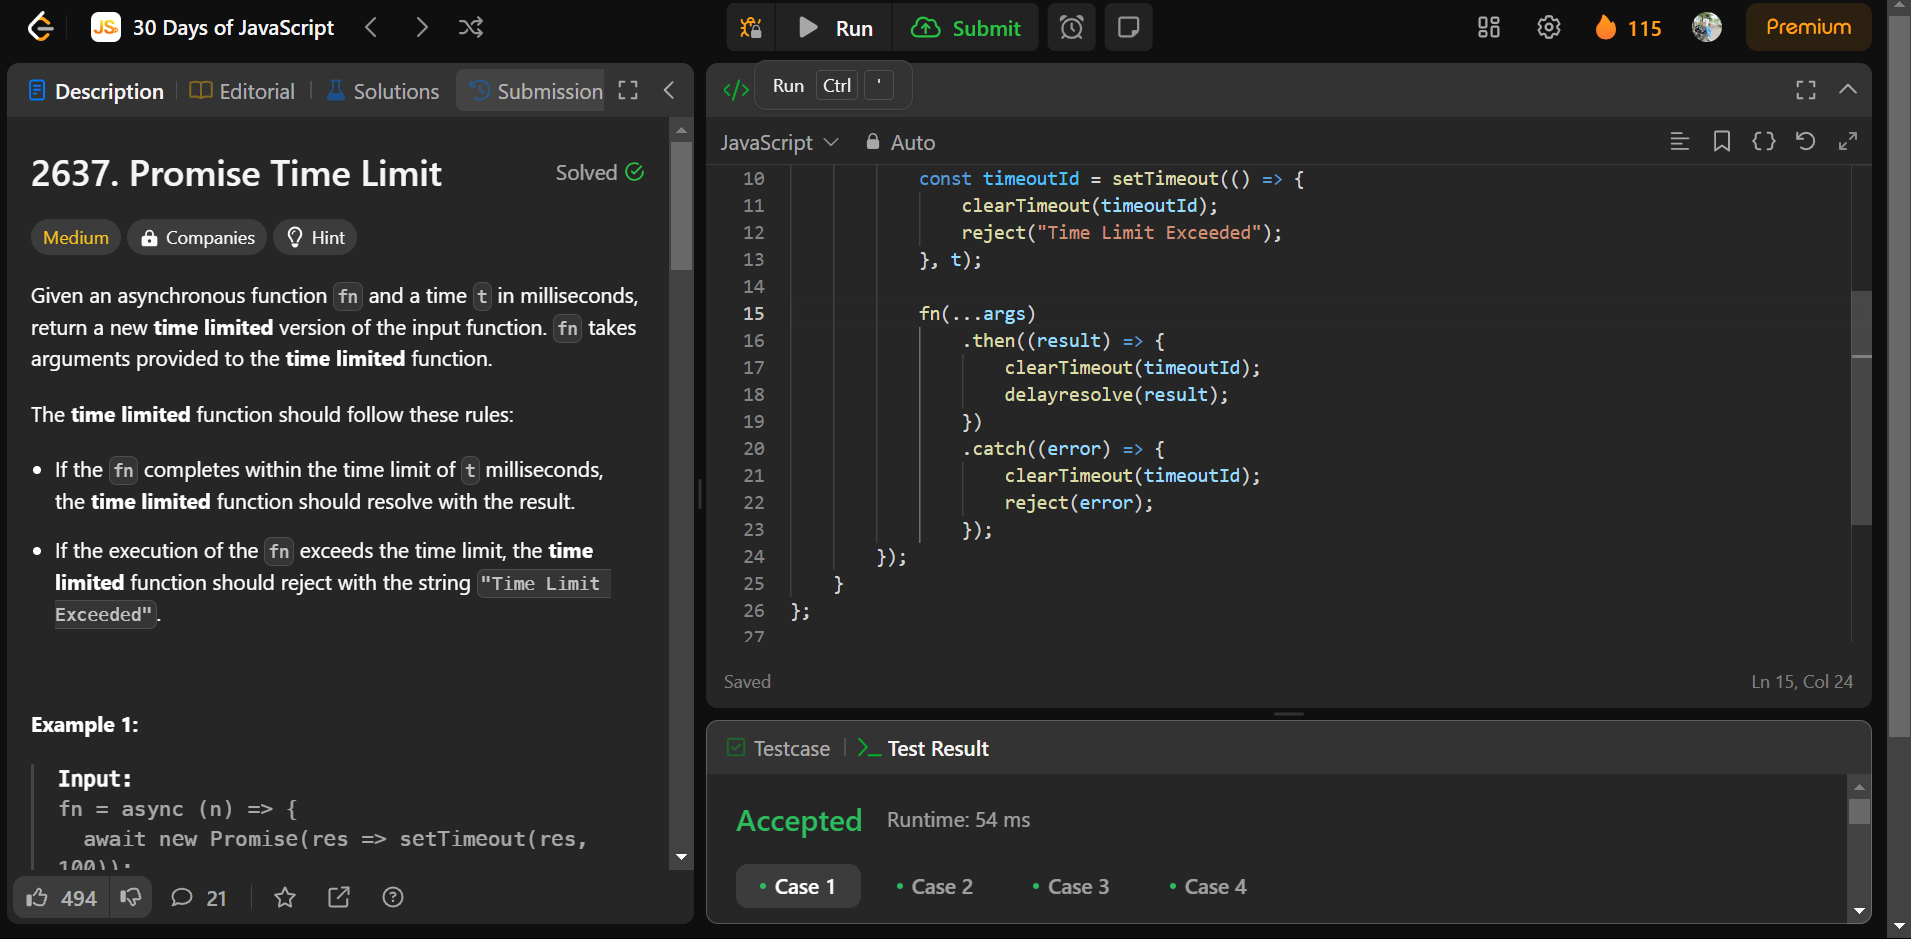 JS 30 Days of JavaScript
Run
Submit
115
Premium
Description
Editorial
Solutions
Submission
</>
Run Ctrl '
2637. Promise Time Limit
Solved
Medium
Companies
Hint
Given an asynchronous function fn and a time t in milliseconds,
return a new time limited version of the input function. fn takes
arguments provided to the time limited function.
The time limited function should follow these rules:
• If the fn completes within the time limit of t milliseconds,
the time limited function should resolve with the result.
• If the execution of the fn exceeds the time limit, the time
limited function should reject with the string "Time Limit
Exceeded".
Example 1:
Input:
fn = async (n) => {
await new Promise(res => setTimeout(res,
100));
494
21
JavaScript
Auto
10 const timeoutId = setTimeout(() => {
11 clearTimeout(timeoutId);
12 reject("Time Limit Exceeded");
13 }, t);
14
15 fn(...args)
16 .then((result) => {
17 clearTimeout(timeoutId);
18 delayresolve(result);
19 })
20 .catch((error) => {
21 clearTimeout(timeoutId);
22 reject(error);
23 });
24 });
25 }
26 };
27
Saved
Ln 15, Col 24
Testcase
>_ Test Result
Accepted
Runtime: 54 ms
• Case 1
• Case 2
• Case 3
• Case 4